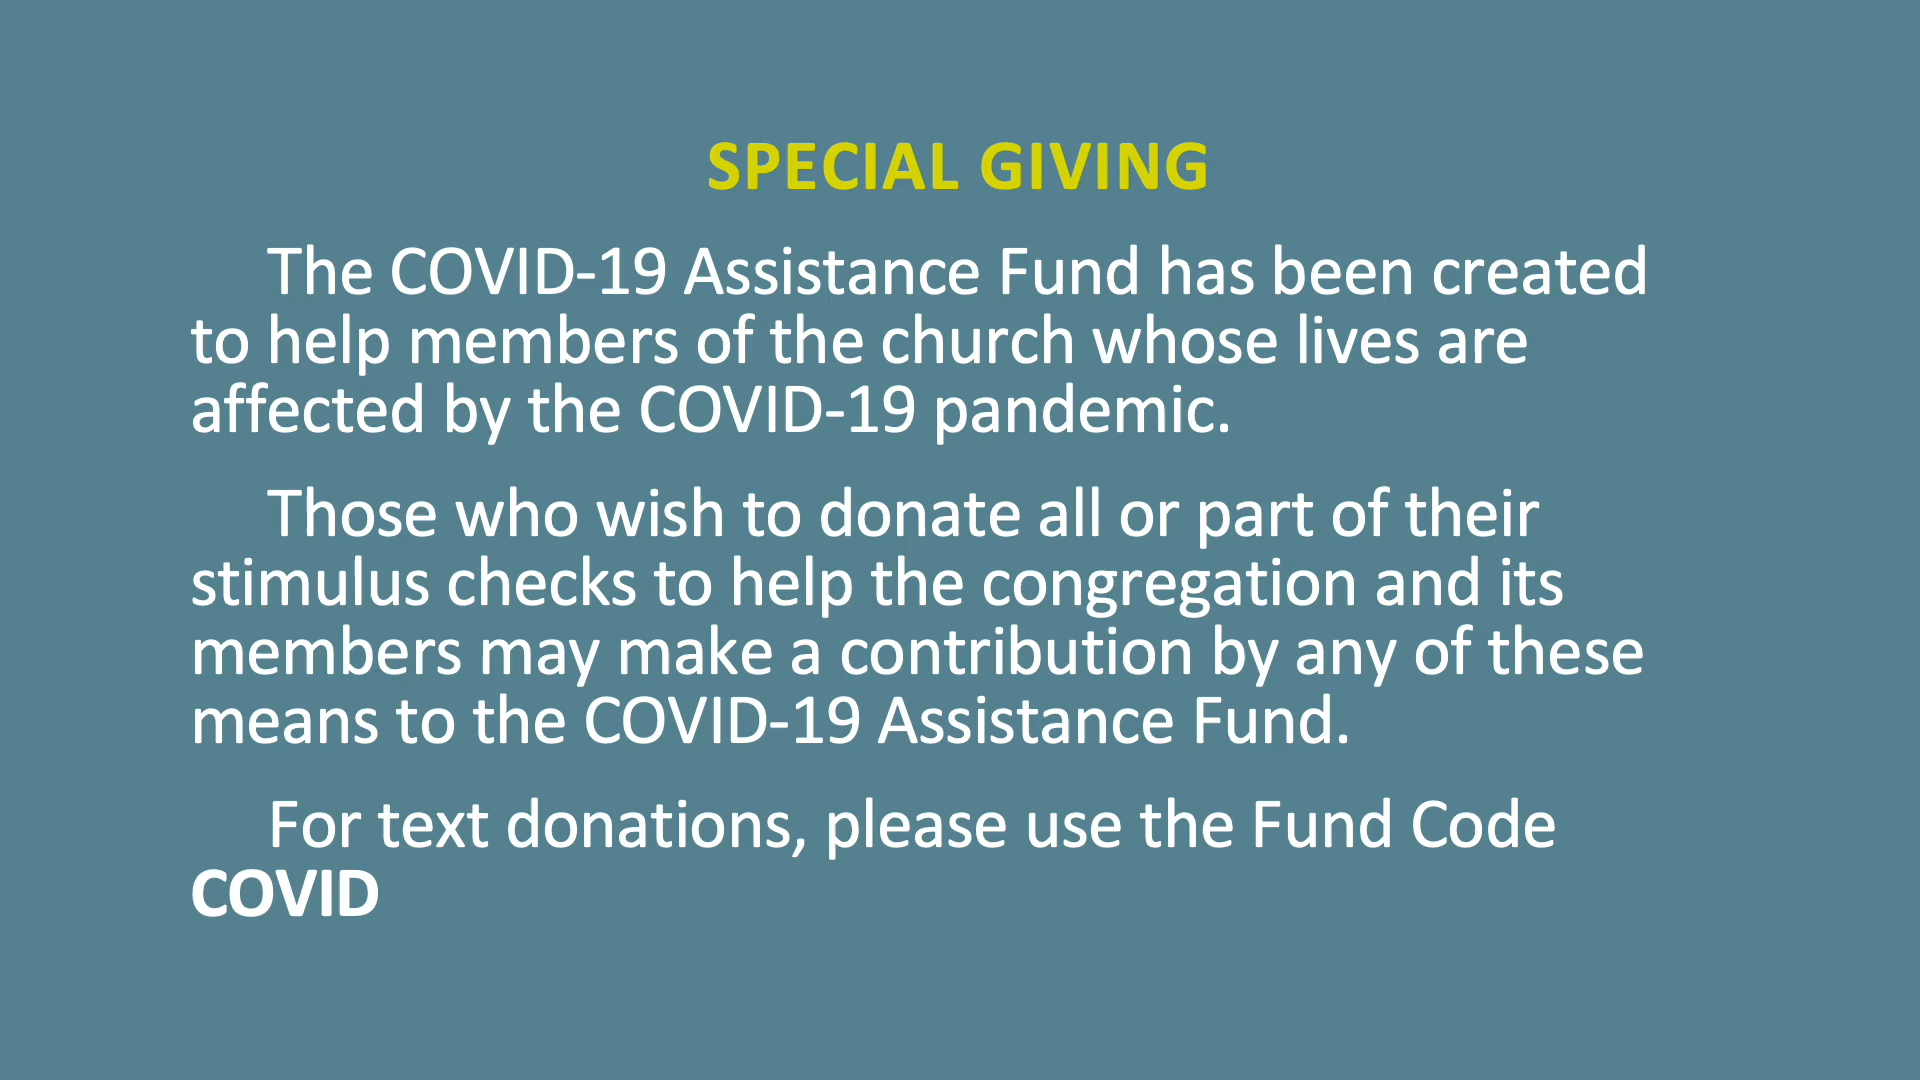 SPECIAL GIVING
The COVID-19 Assistance Fund has been created
to help members of the church whose lives are
affected by the COVID-19 pandemic.
Those who wish to donate all or part of their
stimulus checks to help the congregation and its
members may make a contribution by any of these
means to the COVID-19 Assistance Fund.
For text donations, please use the Fund Code
COVID